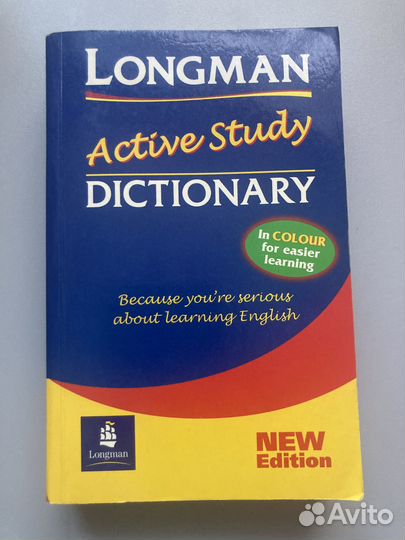 LONGMAN
Active Study
DICTIONARY
In COLOUR
for easier
learning
Because you're serious
about learning English
Longman
NEW
Edition
Avito